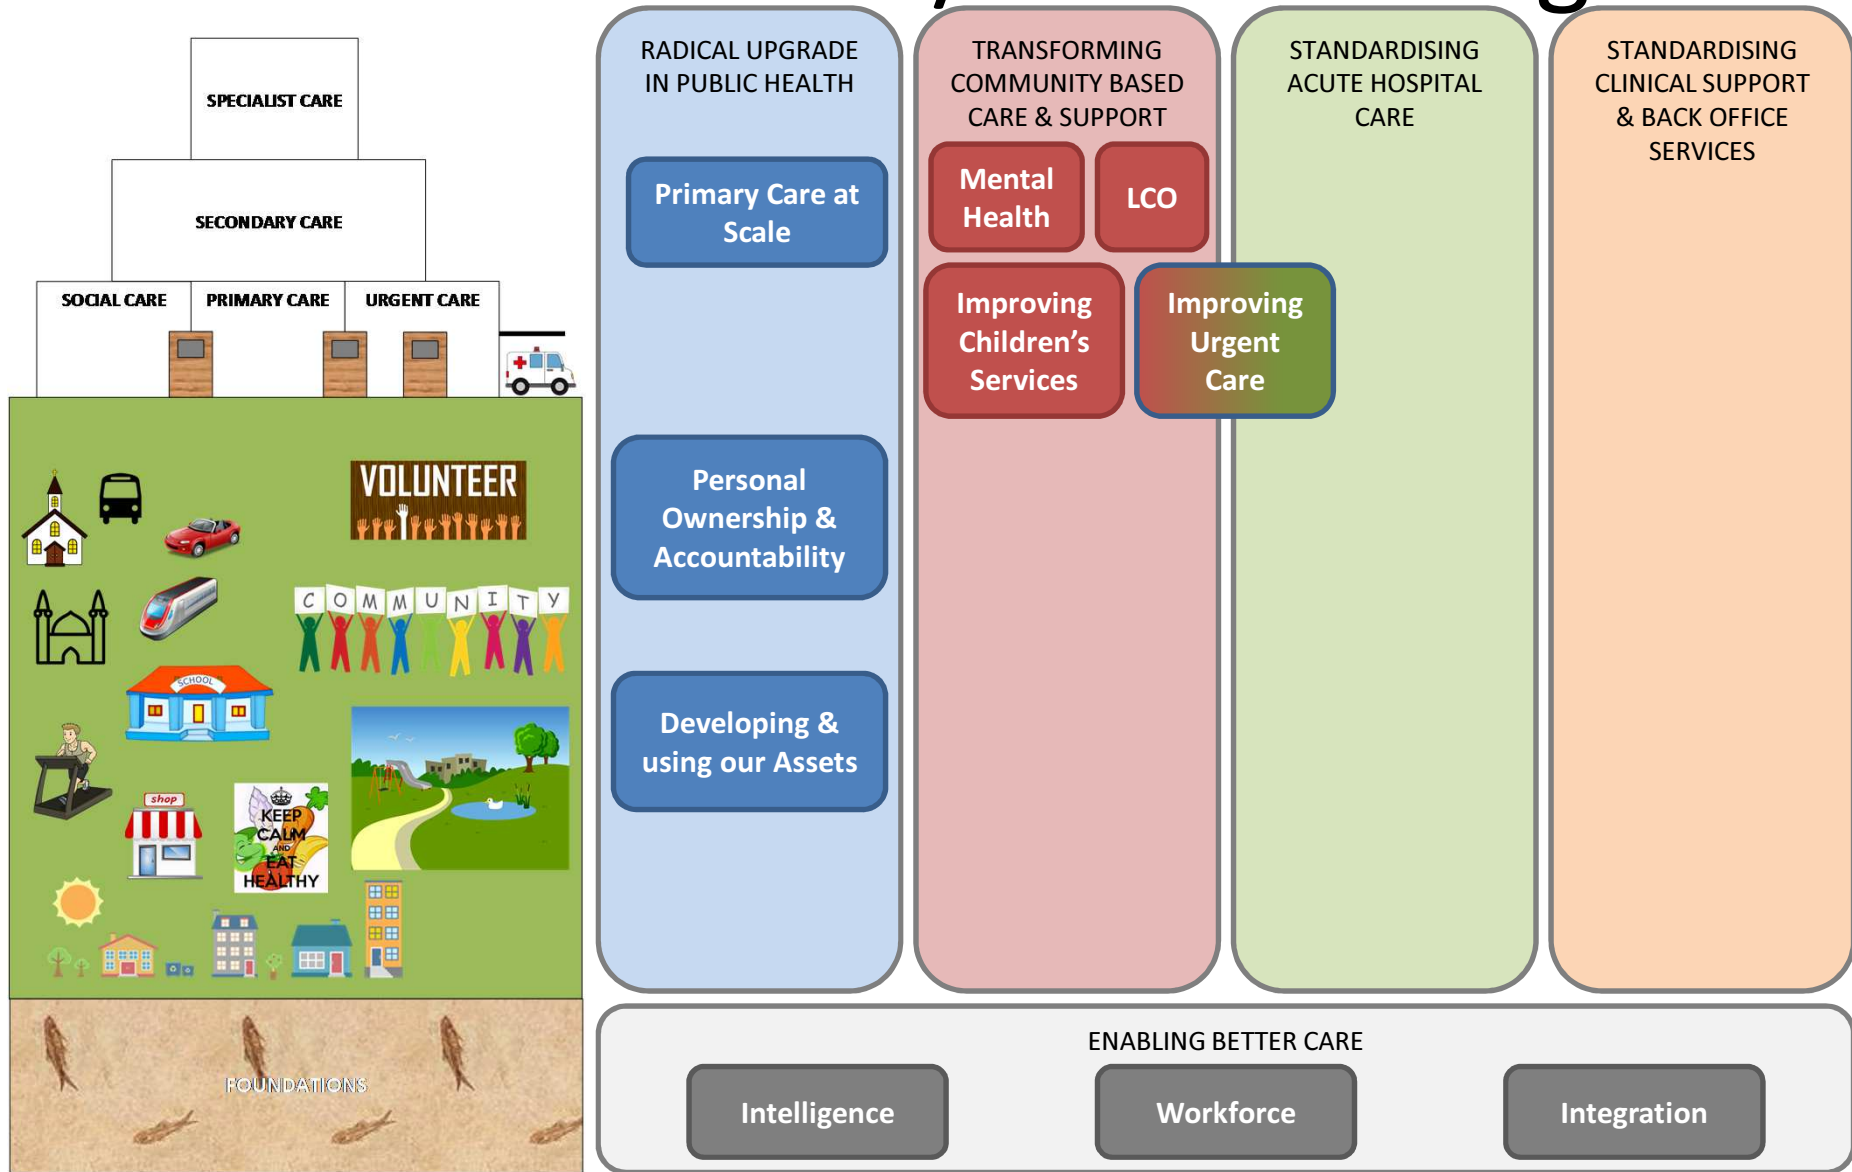 SPECIALIST CARE
SECONDARY CARE
SOCIAL CARE
PRIMARY CARE
URGENT CARE
VOLUNTEER
COMMUNITY
SCHOOL
shop
KEEP
CALM
AND
EAT
HEALTHY
FOUNDATIONS
RADICAL UPGRADE
IN PUBLIC HEALTH
Primary Care at
Scale
Personal
Ownership &
Accountability
Developing &
using our Assets
TRANSFORMING
COMMUNITY BASED
CARE & SUPPORT
Mental
Health
LCO
Improving
Children’s
Services
Improving
Urgent
Care
STANDARDISING
ACUTE HOSPITAL
CARE
STANDARDISING
CLINICAL SUPPORT
& BACK OFFICE
SERVICES
ENABLING BETTER CARE
Intelligence
Workforce
Integration